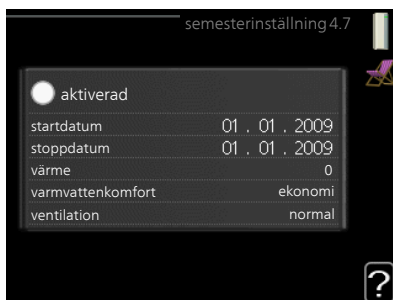 semesterinställning 4.7
aktiverad
startdatum 01 . 01 . 2009
stoppdatum 01 . 01 . 2009
värme 0
varmvattenkomfort ekonomi
ventilation normal
?